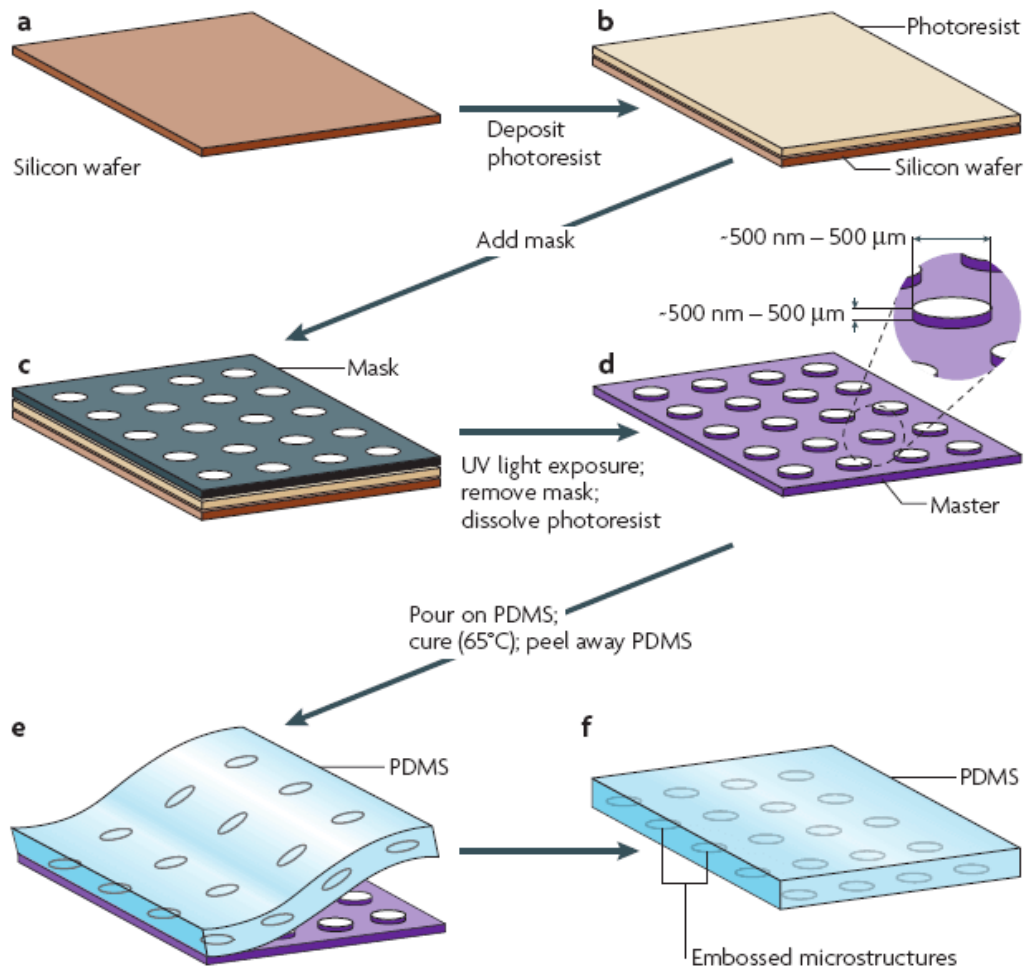 a
b
Photoresist
Deposit
photoresist
Silicon wafer
Silicon wafer
Add mask
~500 nm – 500 μm
~500 nm – 500 μm
c
Mask
d
UV light exposure;
remove mask;
dissolve photoresist
Master
Pour on PDMS;
cure (65°C); peel away PDMS
e
PDMS
f
PDMS
Embossed microstructures